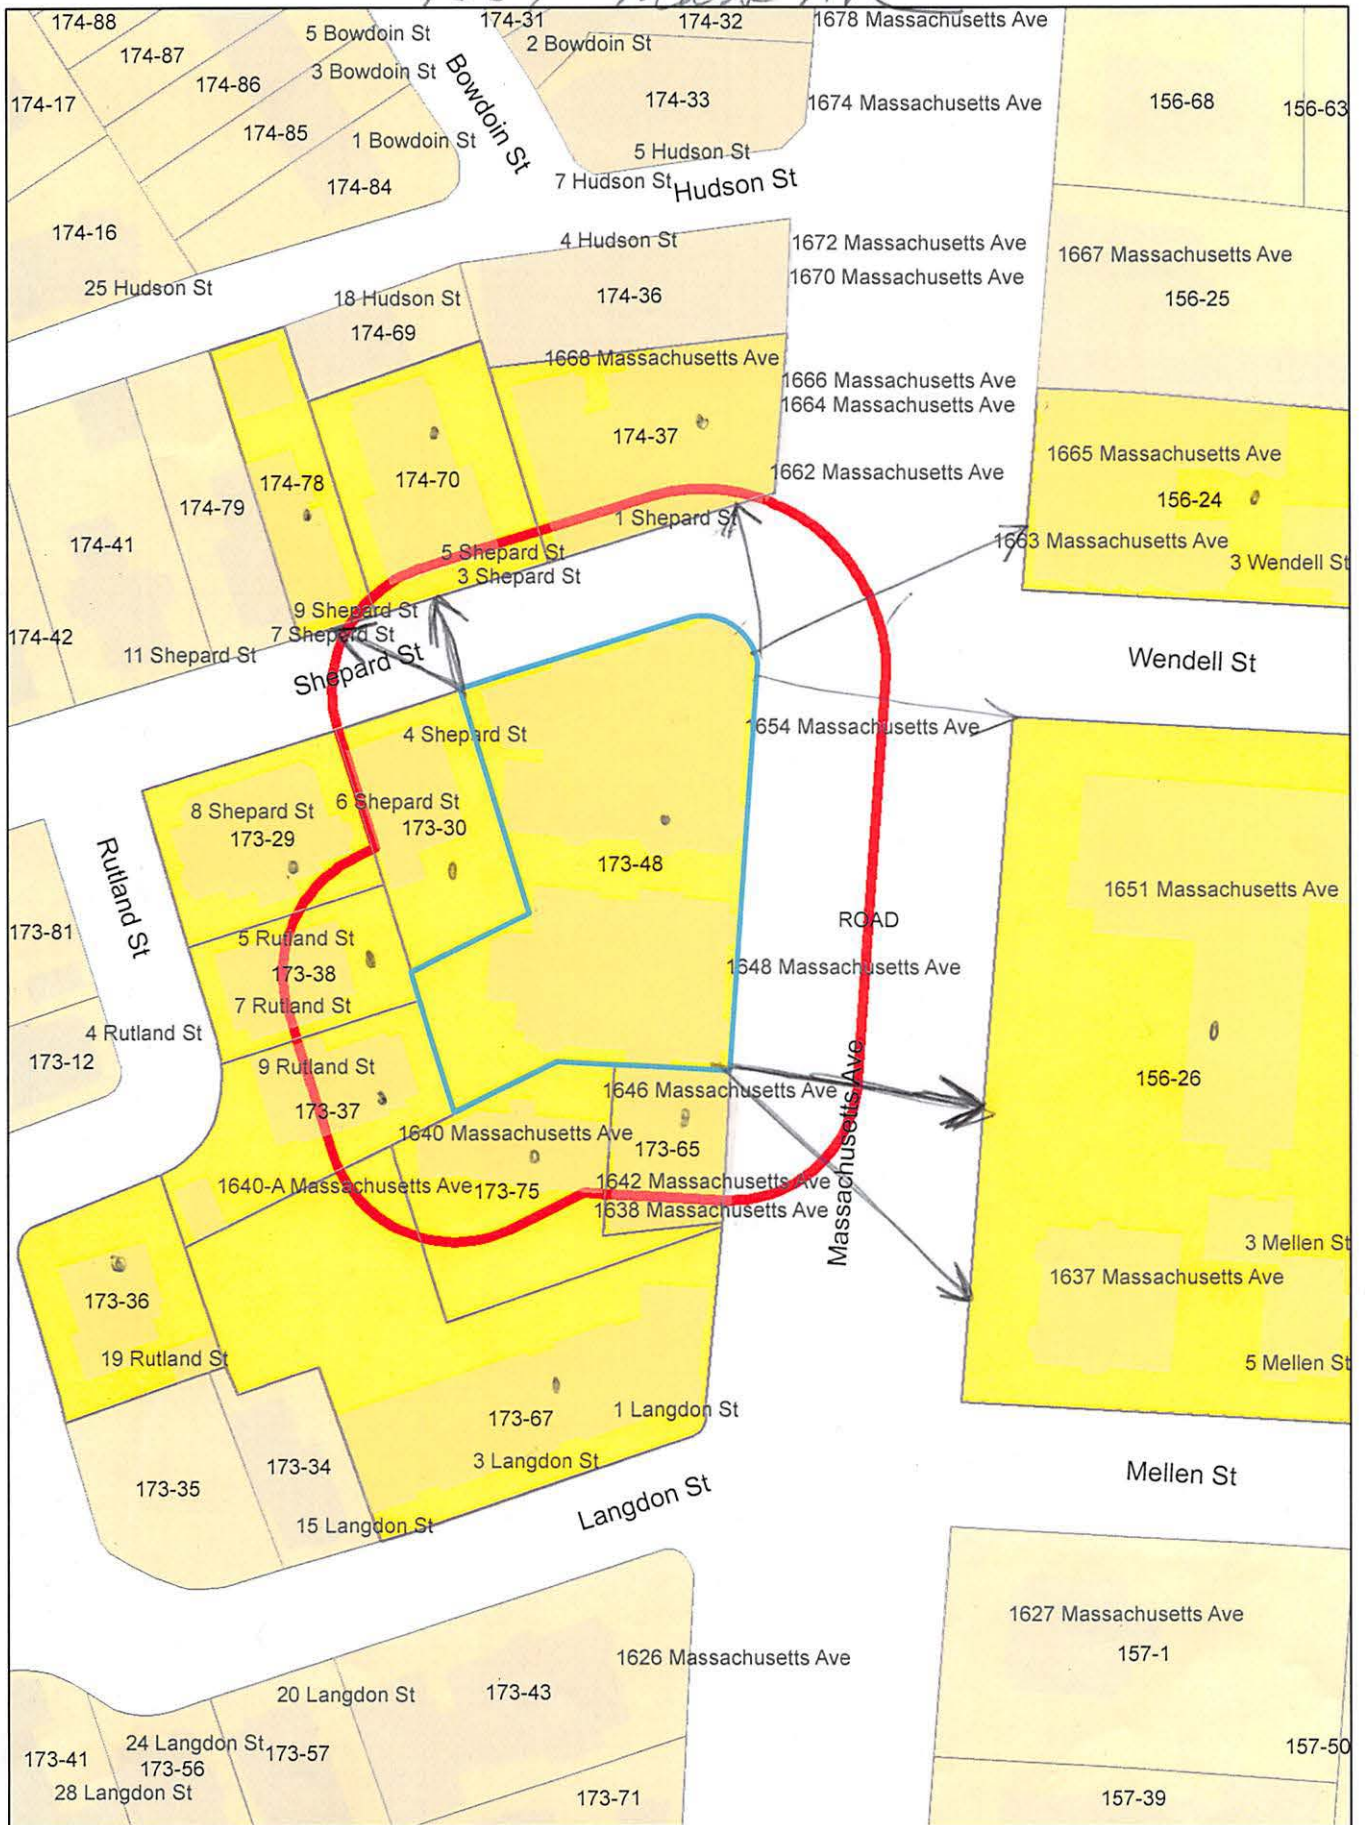 Mass Ave
174-88
5 Bowdoin St
174-31
174-32
1678 Massachusetts Ave
174-87
3 Bowdoin St
2 Bowdoin St
174-86
174-17
Bowdoin St
174-33
1674 Massachusetts Ave
156-68
156-63
174-85
1 Bowdoin St
5 Hudson St
174-84
7 Hudson St
Hudson St
174-16
4 Hudson St
1672 Massachusetts Ave
1667 Massachusetts Ave
25 Hudson St
18 Hudson St
174-36
1670 Massachusetts Ave
156-25
174-69
1668 Massachusetts Ave
1666 Massachusetts Ave
1664 Massachusetts Ave
174-37
1665 Massachusetts Ave
174-78
174-70
1662 Massachusetts Ave
156-24
174-79
1 Shepard St
174-41
5 Shepard St
1663 Massachusetts Ave
3 Shepard St
3 Wendell St
9 Shepard St
174-42
7 Shepard St
11 Shepard St
Shepard St
Wendell St
4 Shepard St
1654 Massachusetts Ave
6 Shepard St
8 Shepard St
173-30
173-29
173-48
Rutland St
1651 Massachusetts Ave
173-81
5 Rutland St
ROAD
173-38
1648 Massachusetts Ave
7 Rutland St
4 Rutland St
173-12
9 Rutland St
156-26
1646 Massachusetts Ave
173-37
1640 Massachusetts Ave
173-65
Massachusetts Ave
1640-A Massachusetts Ave
173-75
1642 Massachusetts Ave
1638 Massachusetts Ave
3 Mellen St
173-36
1637 Massachusetts Ave
19 Rutland St
5 Mellen St
173-67
1 Langdon St
173-34
3 Langdon St
173-35
Mellen St
15 Langdon St
Langdon St
1627 Massachusetts Ave
157-1
1626 Massachusetts Ave
20 Langdon St
173-43
24 Langdon St
173-57
157-50
173-41
173-56
28 Langdon St
173-71
157-39